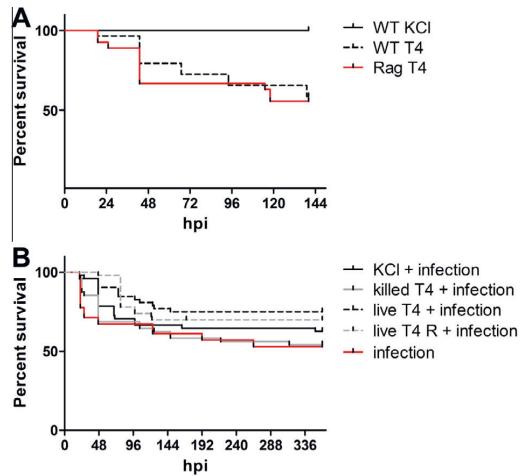 A
Percent survival
100
50
0 24 48 72 96 120 144
hpi
WT KCl
WT T4
Rag T4
B
Percent survival
100
50
0
0 48 96 144 192 240 288 336
hpi
KCl + infection
killed T4 + infection
live T4 + infection
live T4 R + infection
infection